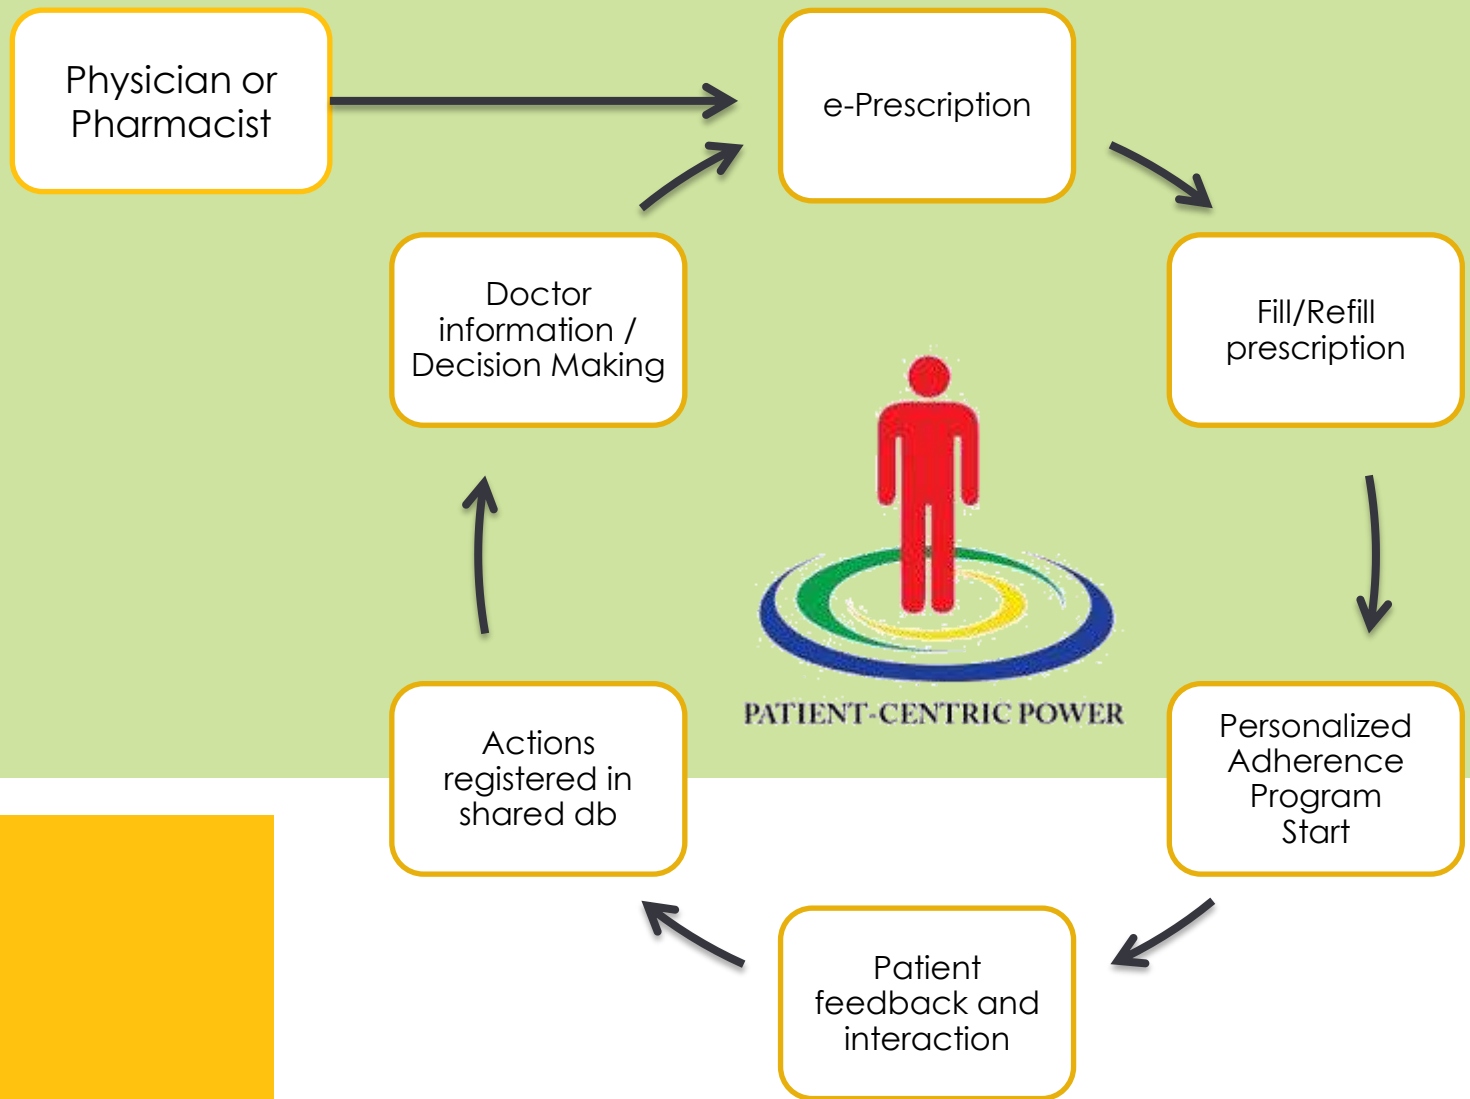 Physician or
Pharmacist
e-Prescription
Doctor
information /
Decision Making
Fill/Refill
prescription
PATIENT-CENTRIC POWER
Actions
registered in
shared db
Personalized
Adherence
Program
Start
Patient
feedback and
interaction